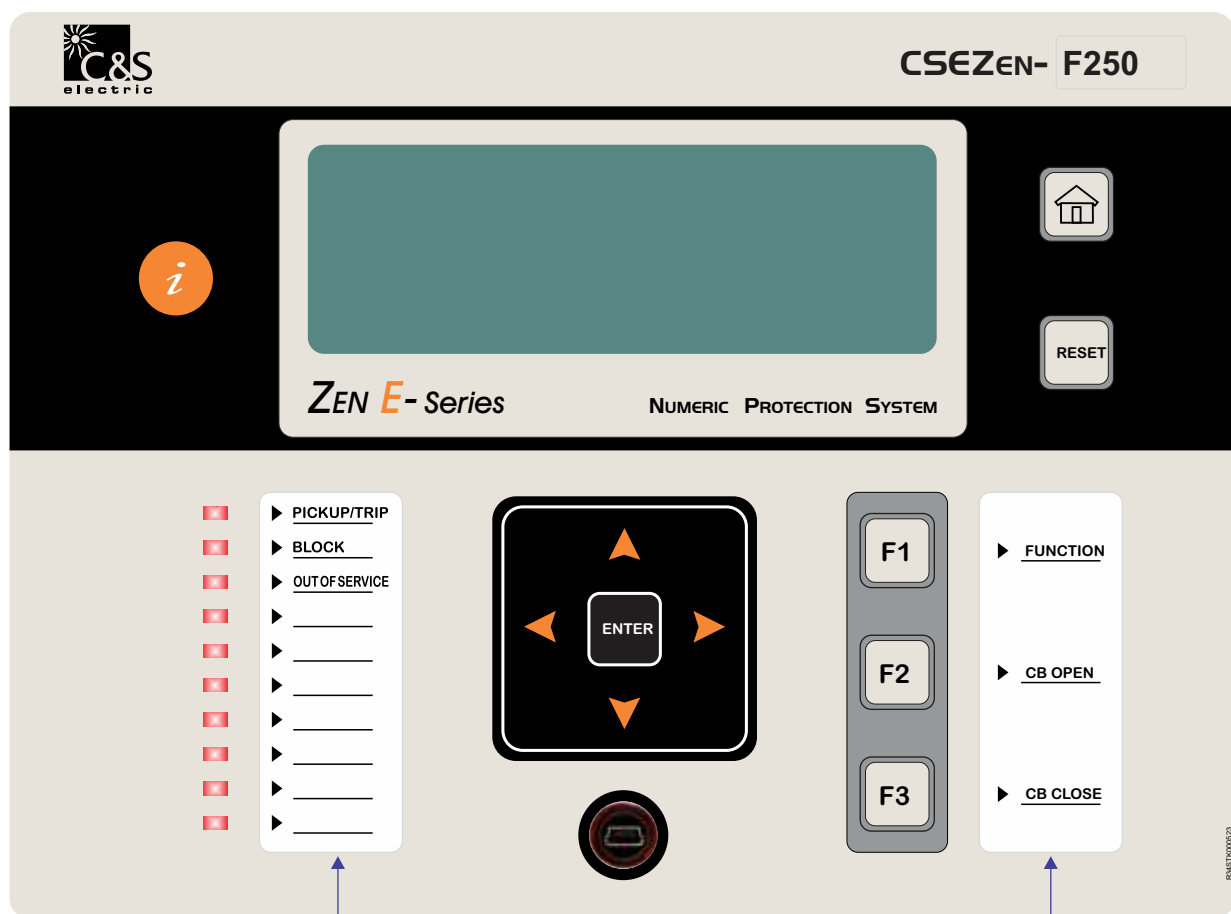 C&S
electric
CSEZEN- F250
i
RESET
ZEN E- Series
NUMERIC PROTECTION SYSTEM
PICKUP/TRIP
BLOCK
OUT OF SERVICE
ENTER
F1
FUNCTION
F2
CB OPEN
F3
CB CLOSE
R34STK000523